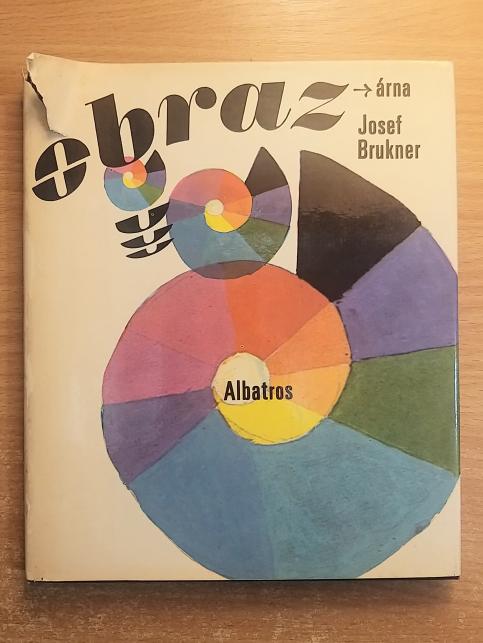 obraz → árna
Josef
Brukner
Albatros